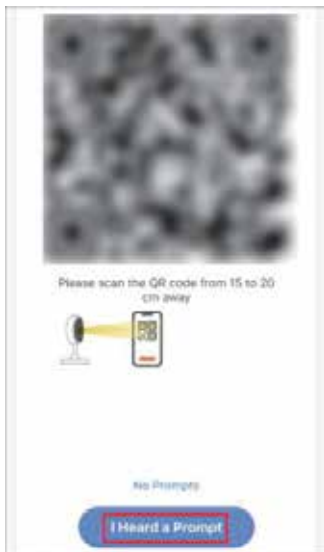 Please scan the QR code from 15 to 20
cm away
No Prompts
I Heard a Prompt